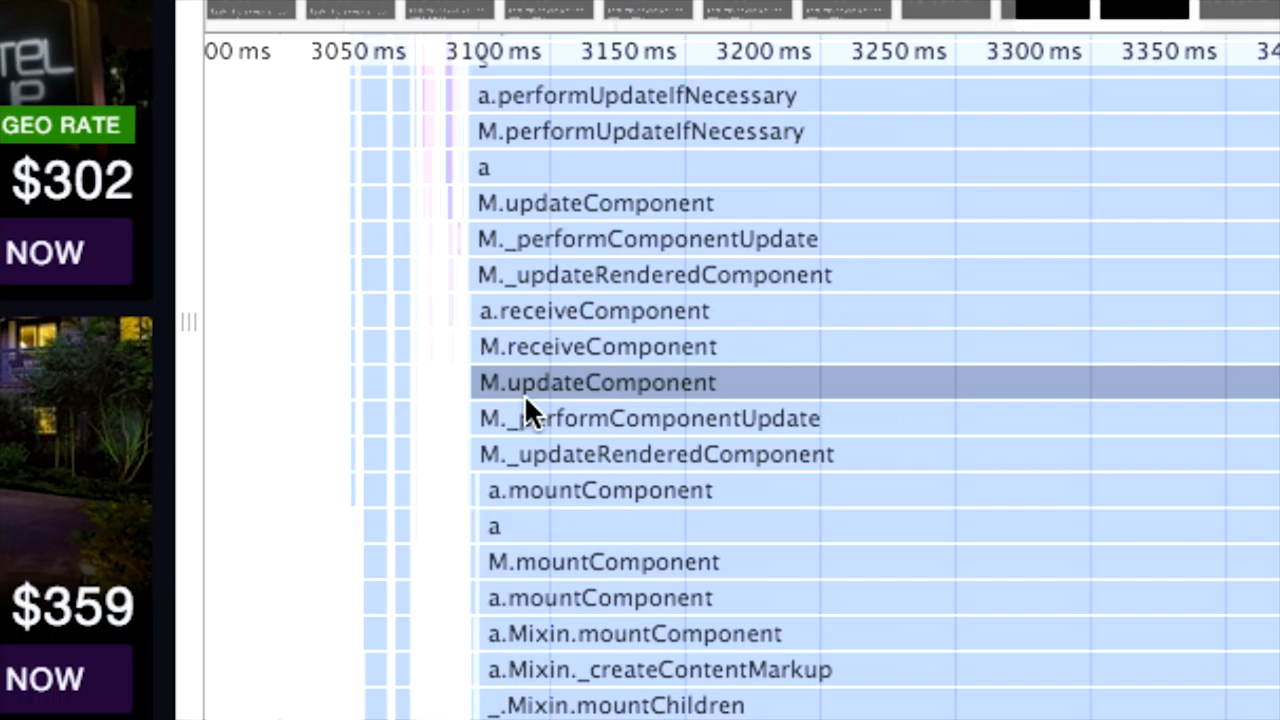 TEL
GEO RATE
$302
NOW
$359
NOW
00 ms 3050 ms 3100 ms 3150 ms 3200 ms 3250 ms 3300 ms 3350 ms 34
a.performUpdateIfNecessary
M.performUpdateIfNecessary
a
M.updateComponent
M._performComponentUpdate
M._updateRenderedComponent
a.receiveComponent
M.receiveComponent
M.updateComponent
M._performComponentUpdate
M._updateRenderedComponent
a.mountComponent
a
M.mountComponent
a.mountComponent
a.Mixin.mountComponent
a.Mixin._createContentMarkup
_.Mixin.mountChildren